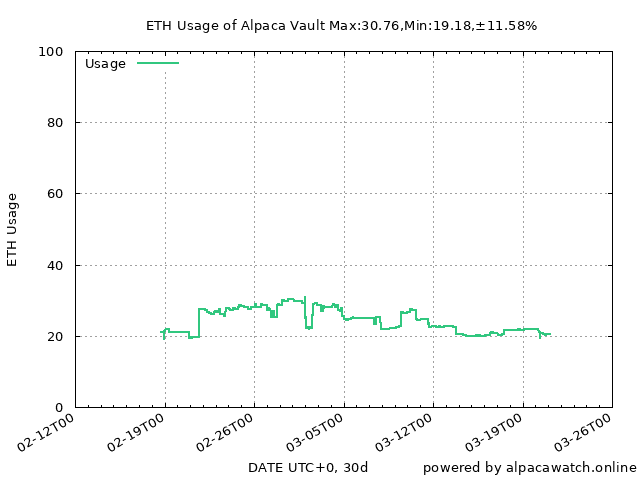 ETH Usage of Alpaca Vault Max:30.76,Min:19.18,±11.58%
Usage
100
80
60
40
20
0
ETH Usage
02-12T00
02-19T00
02-26T00
03-05T00
03-12T00
03-19T00
03-26T00
DATE UTC+0, 30d
powered by alpacawatch.online